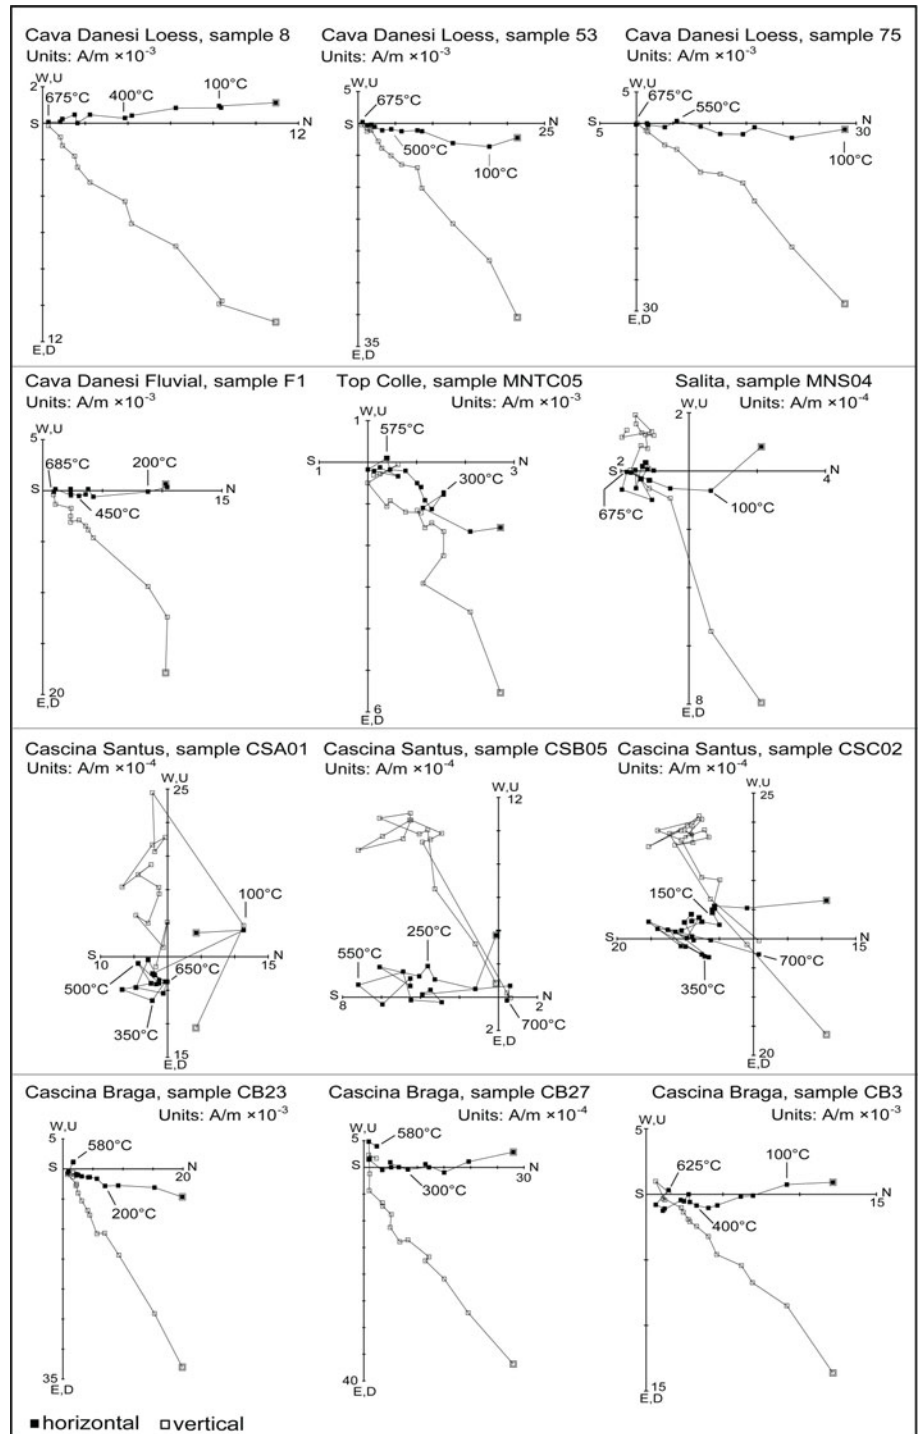 Cava Danesi Loess, sample 8
Units: A/m ×10⁻³
2
W,U
675°C
400°C
100°C
S
N
12
12
E,D
Cava Danesi Loess, sample 53
Units: A/m ×10⁻³
5
W,U
675°C
S
N
25
500°C
100°C
35
E,D
Cava Danesi Loess, sample 75
Units: A/m ×10⁻³
5
W,U
675°C
550°C
S
N
5
30
100°C
30
E,D
Cava Danesi Fluvial, sample F1
Units: A/m ×10⁻³
5
W,U
685°C
200°C
S
N
15
450°C
20
E,D
Top Colle, sample MNTC05
Units: A/m ×10⁻³
1
W,U
575°C
S
N
1
3
300°C
6
E,D
Salita, sample MNS04
Units: A/m ×10⁻⁴
2
W,U
2
S
N
4
675°C
100°C
8
E,D
Cascina Santus, sample CSA01
Units: A/m ×10⁻⁴
25
W,U
100°C
S
N
10
15
500°C
650°C
350°C
15
E,D
Cascina Santus, sample CSB05
Units: A/m ×10⁻⁴
W,U
12
550°C
250°C
S
N
8
2
2
700°C
E,D
Cascina Santus, sample CSC02
Units: A/m ×10⁻⁴
W,U
25
150°C
S
N
20
15
700°C
350°C
20
E,D
Cascina Braga, sample CB23
Units: A/m ×10⁻³
W,U
5
580°C
S
N
20
200°C
35
E,D
Cascina Braga, sample CB27
Units: A/m ×10⁻⁴
W,U
5
580°C
S
N
30
300°C
40
E,D
Cascina Braga, sample CB3
Units: A/m ×10⁻³
W,U
5
625°C
100°C
S
N
15
400°C
15
E,D
■horizontal □vertical